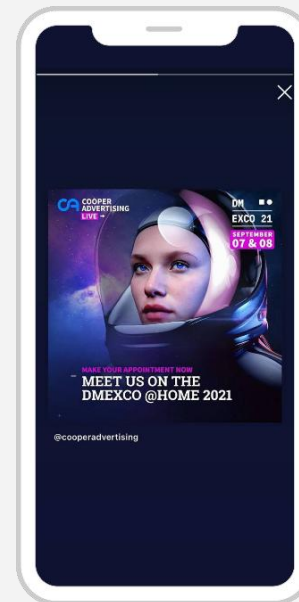 COOPER
ADVERTISING
LIVE
DM
EXCO 21
SEPTEMBER
07 & 08
MAKE YOUR APPOINTMENT NOW
MEET US ON THE
DMEXCO @HOME 2021
@cooperadvertising